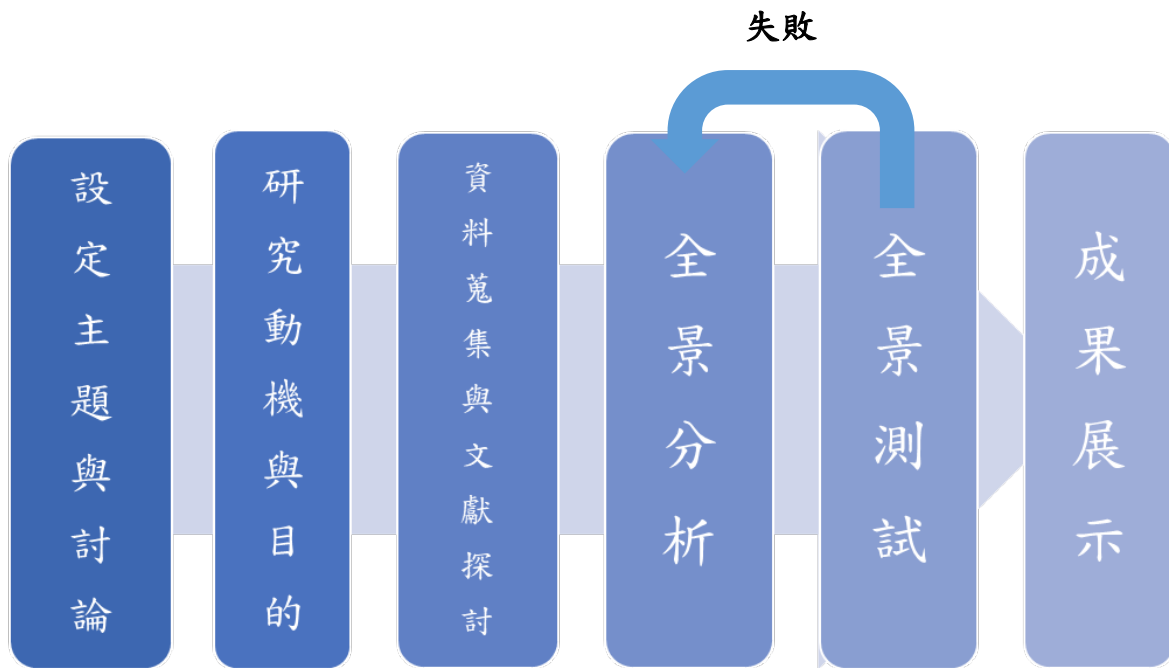 失敗
設定主題與討論
研究動機與目的
資料蒐集與文獻探討
全景分析
全景測試
成果展示